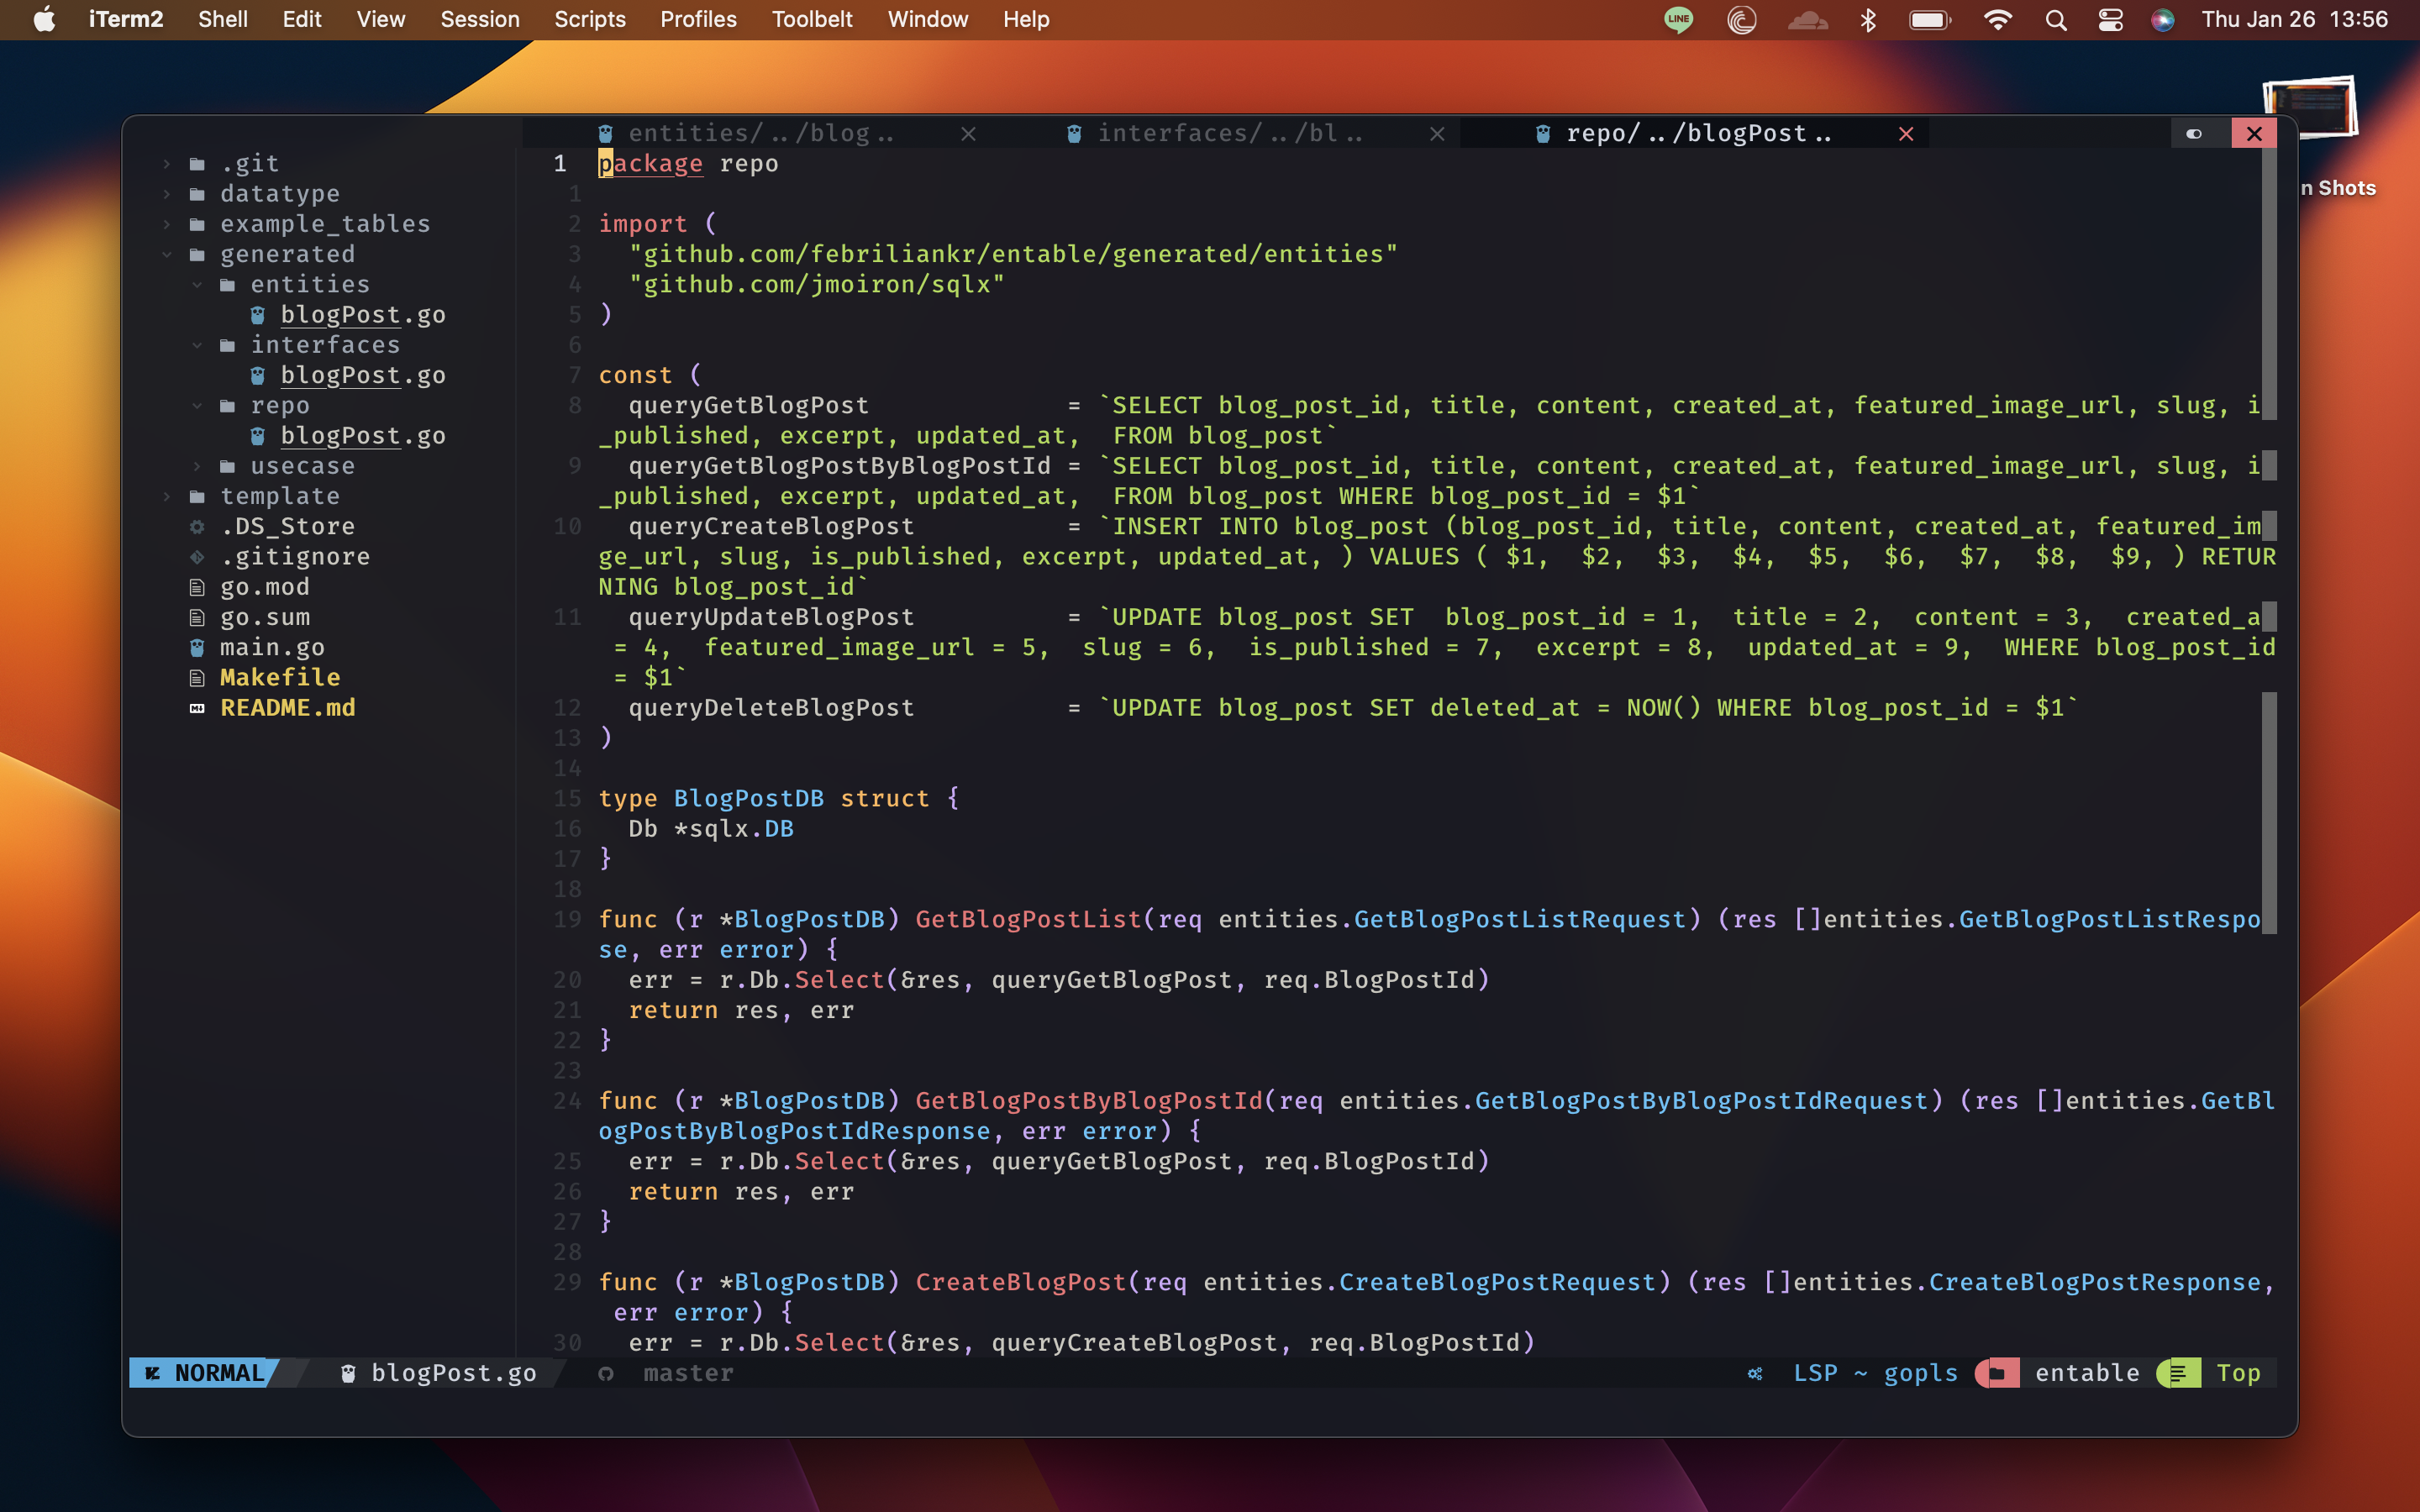 iTerm2 Shell Edit View Session Scripts Profiles Toolbelt Window Help LINE Thu Jan 26 13:56
n Shots
entities/../blog.. interfaces/../bl.. repo/../blogPost..
.git
datatype
example_tables
generated
entities
blogPost.go
interfaces
blogPost.go
repo
blogPost.go
usecase
template
.DS_Store
.gitignore
go.mod
go.sum
main.go
Makefile
README.md
1 package repo
1
2 import (
3 "github.com/febriliankr/entable/generated/entities"
4 "github.com/jmoiron/sqlx"
5 )
6
7 const (
8 queryGetBlogPost = `SELECT blog_post_id, title, content, created_at, featured_image_url, slug, i
_published, excerpt, updated_at,  FROM blog_post`
9 queryGetBlogPostByBlogPostId = `SELECT blog_post_id, title, content, created_at, featured_image_url, slug, i
_published, excerpt, updated_at,  FROM blog_post WHERE blog_post_id = $1`
10 queryCreateBlogPost = `INSERT INTO blog_post (blog_post_id, title, content, created_at, featured_im
ge_url, slug, is_published, excerpt, updated_at, ) VALUES ( $1,  $2,  $3,  $4,  $5,  $6,  $7,  $8,  $9, ) RETUR
NING blog_post_id`
11 queryUpdateBlogPost = `UPDATE blog_post SET  blog_post_id = 1,  title = 2,  content = 3,  created_a
= 4,  featured_image_url = 5,  slug = 6,  is_published = 7,  excerpt = 8,  updated_at = 9,  WHERE blog_post_id
= $1`
12 queryDeleteBlogPost = `UPDATE blog_post SET deleted_at = NOW() WHERE blog_post_id = $1`
13 )
14
15 type BlogPostDB struct {
16 Db *sqlx.DB
17 }
18
19 func (r *BlogPostDB) GetBlogPostList(req entities.GetBlogPostListRequest) (res []entities.GetBlogPostListRespo
se, err error) {
20 err = r.Db.Select(&res, queryGetBlogPost, req.BlogPostId)
21 return res, err
22 }
23
24 func (r *BlogPostDB) GetBlogPostByBlogPostId(req entities.GetBlogPostByBlogPostIdRequest) (res []entities.GetBl
ogPostByBlogPostIdResponse, err error) {
25 err = r.Db.Select(&res, queryGetBlogPost, req.BlogPostId)
26 return res, err
27 }
28
29 func (r *BlogPostDB) CreateBlogPost(req entities.CreateBlogPostRequest) (res []entities.CreateBlogPostResponse,
err error) {
30 err = r.Db.Select(&res, queryCreateBlogPost, req.BlogPostId)
NORMAL blogPost.go master LSP ~ gopls entable Top